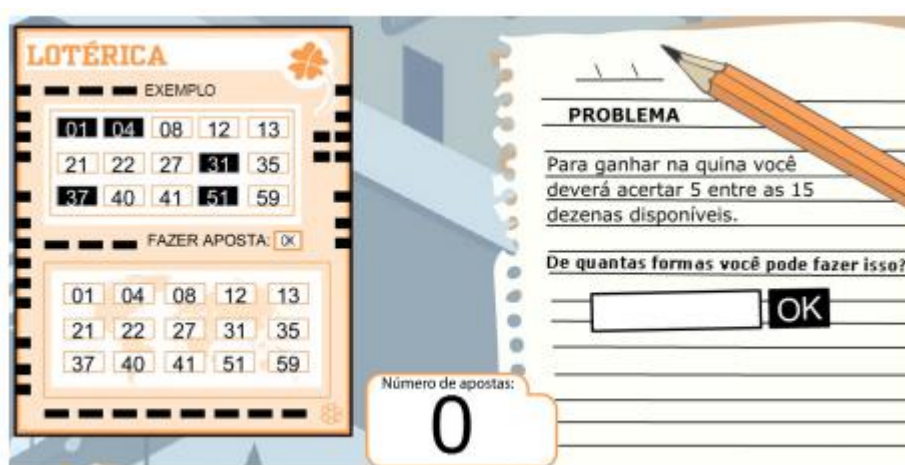 LOTÉRICA
EXEMPLO
01 04 08 12 13
21 22 27 31 35
37 40 41 51 59
FAZER APOSTA: OK
01 04 08 12 13
21 22 27 31 35
37 40 41 51 59
Número de apostas:
0
PROBLEMA
Para ganhar na quina você
deverá acertar 5 entre as 15
dezenas disponíveis.
De quantas formas você pode fazer isso?
OK